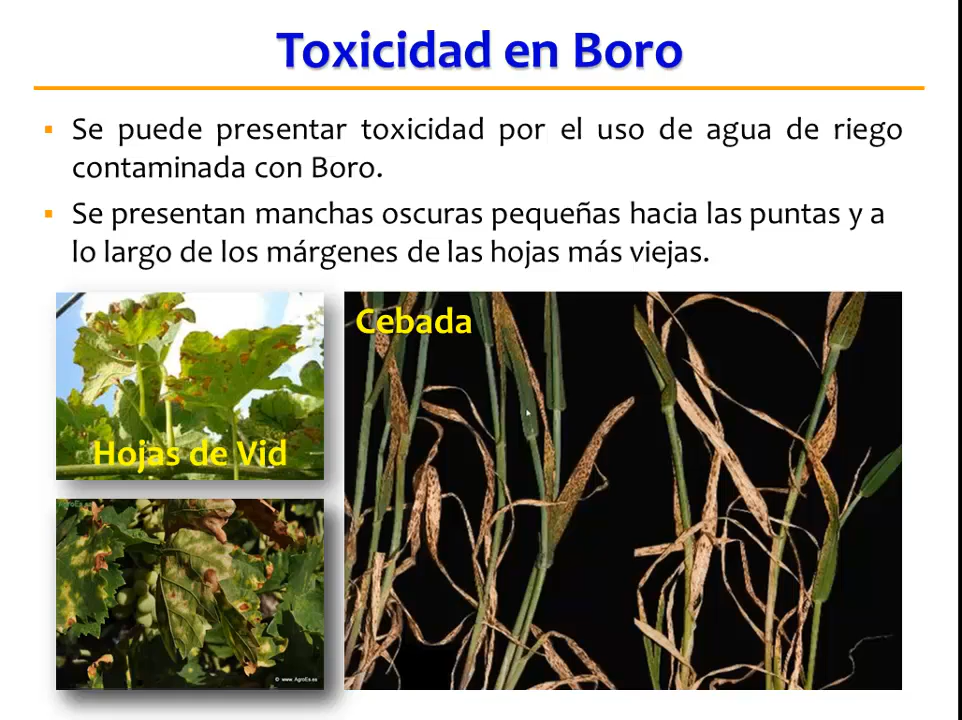 Toxicidad en Boro
▪ Se puede presentar toxicidad por el uso de agua de riego
contaminada con Boro.
▪ Se presentan manchas oscuras pequeñas hacia las puntas y a
lo largo de los márgenes de las hojas más viejas.
Cebada
Hojas de Vid
AgroEs.es
© www.AgroEs.es